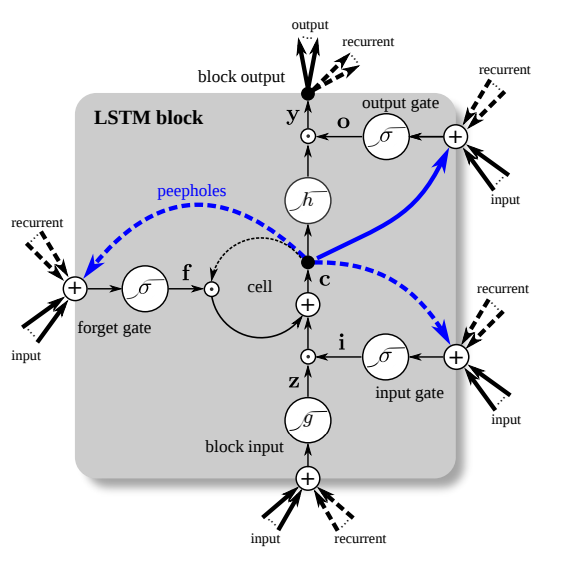 output
recurrent
block output
recurrent
LSTM block
output gate
y
o
σ
+
h
input
peepholes
recurrent
c
f
cell
+
σ
+
recurrent
forget gate
i
input
σ
+
z
input gate
g
input
block input
+
input
recurrent